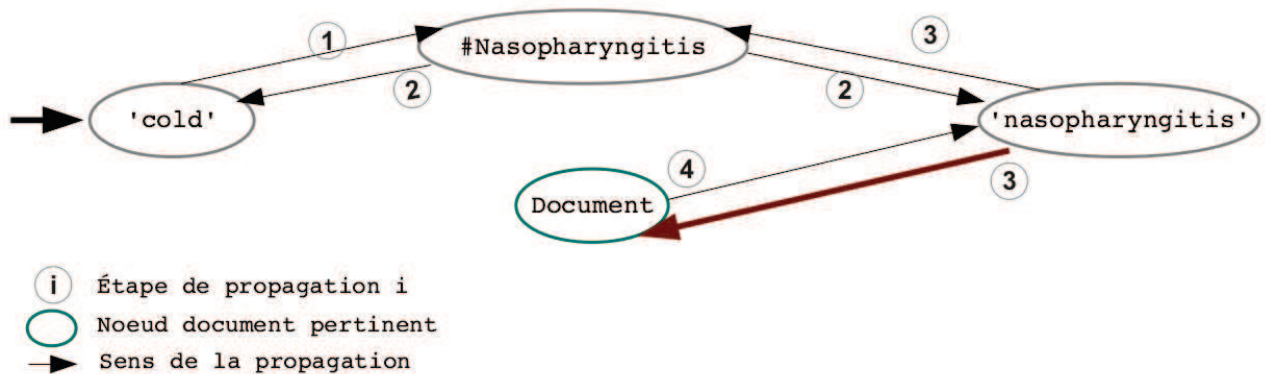 1
#Nasopharyngitis
3
2
2
'cold'
'nasopharyngitis'
4
Document
3
i Étape de propagation i
Noeud document pertinent
Sens de la propagation